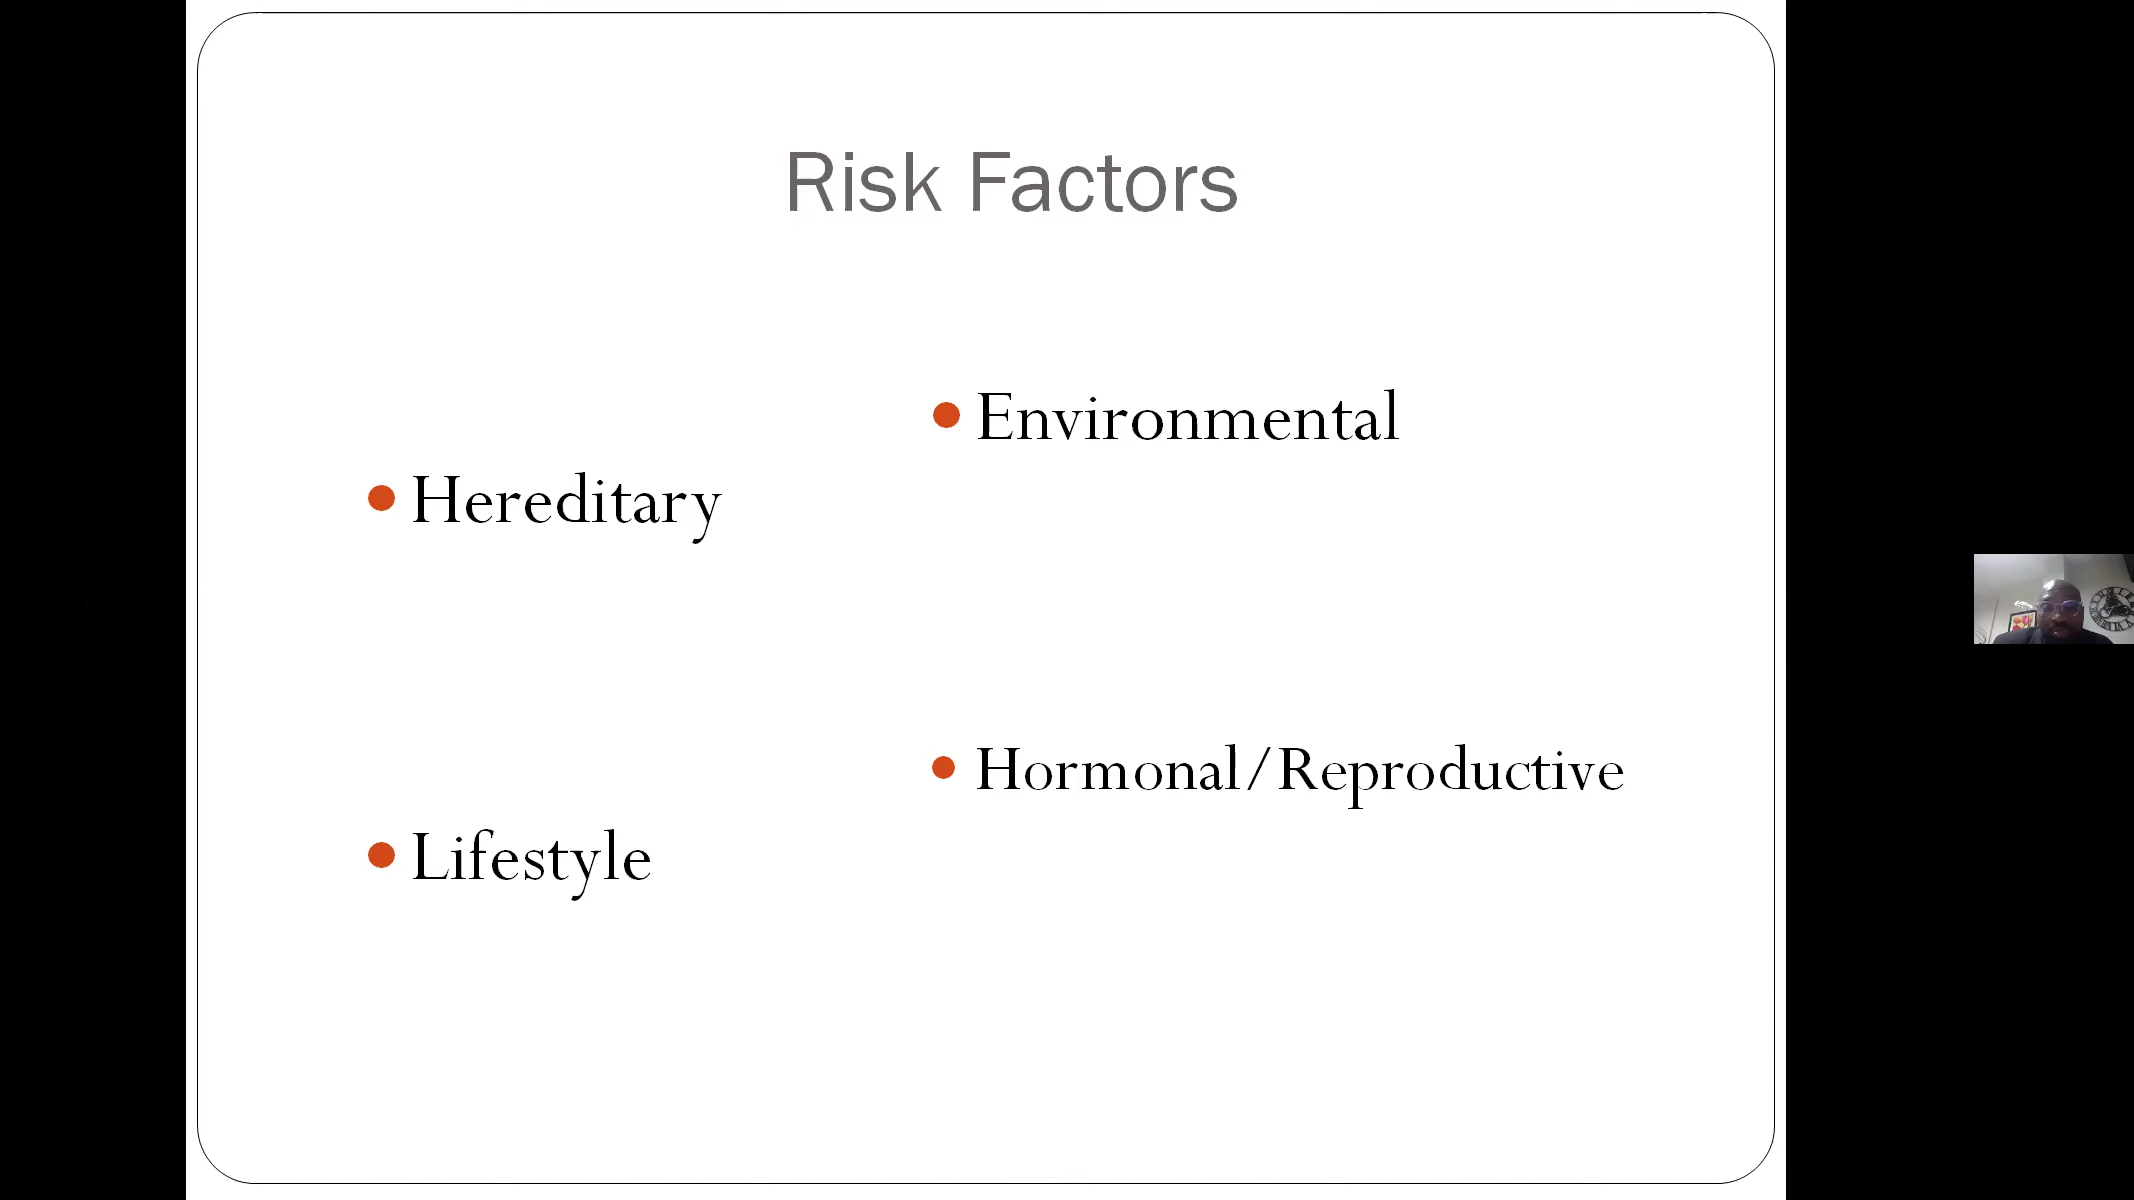 Risk Factors
Hereditary
Lifestyle
Environmental
Hormonal/Reproductive